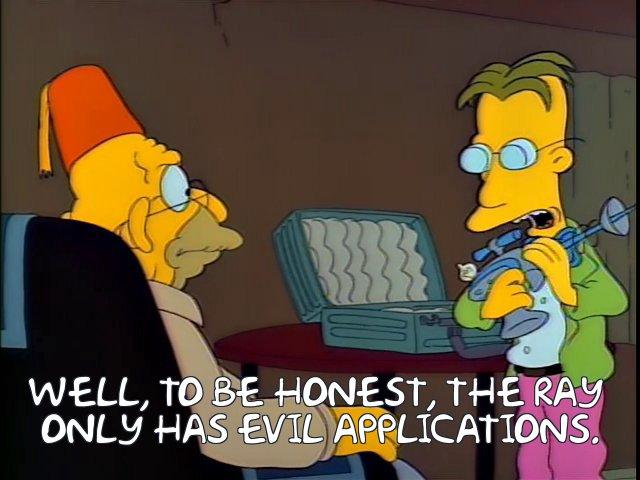 WELL, TO BE HONEST, THE RAY
ONLY HAS EVIL APPLICATIONS.